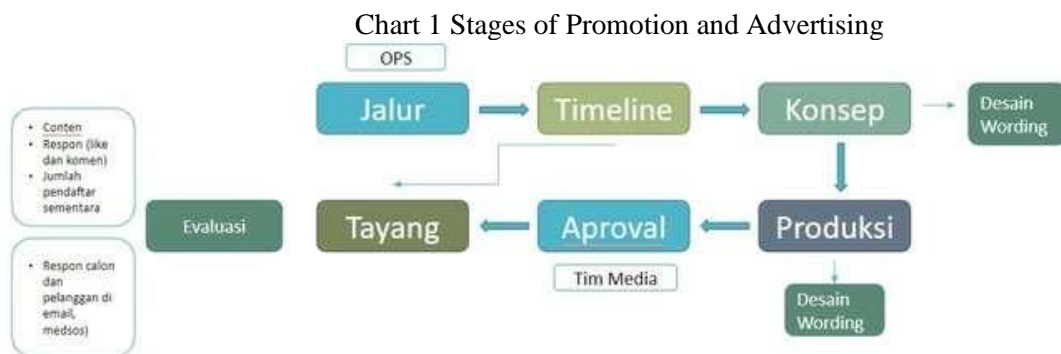 Chart 1 Stages of Promotion and Advertising
OPS
Jalur
Timeline
Konsep
Desain
Wording
• Conten
• Respon (like
dan komen)
• Jumlah
pendaftar
sementara
Evaluasi
Tayang
Aproval
Produksi
Tim Media
• Respon calon
dan
pelanggan di
email,
medsos)
Desain
Wording